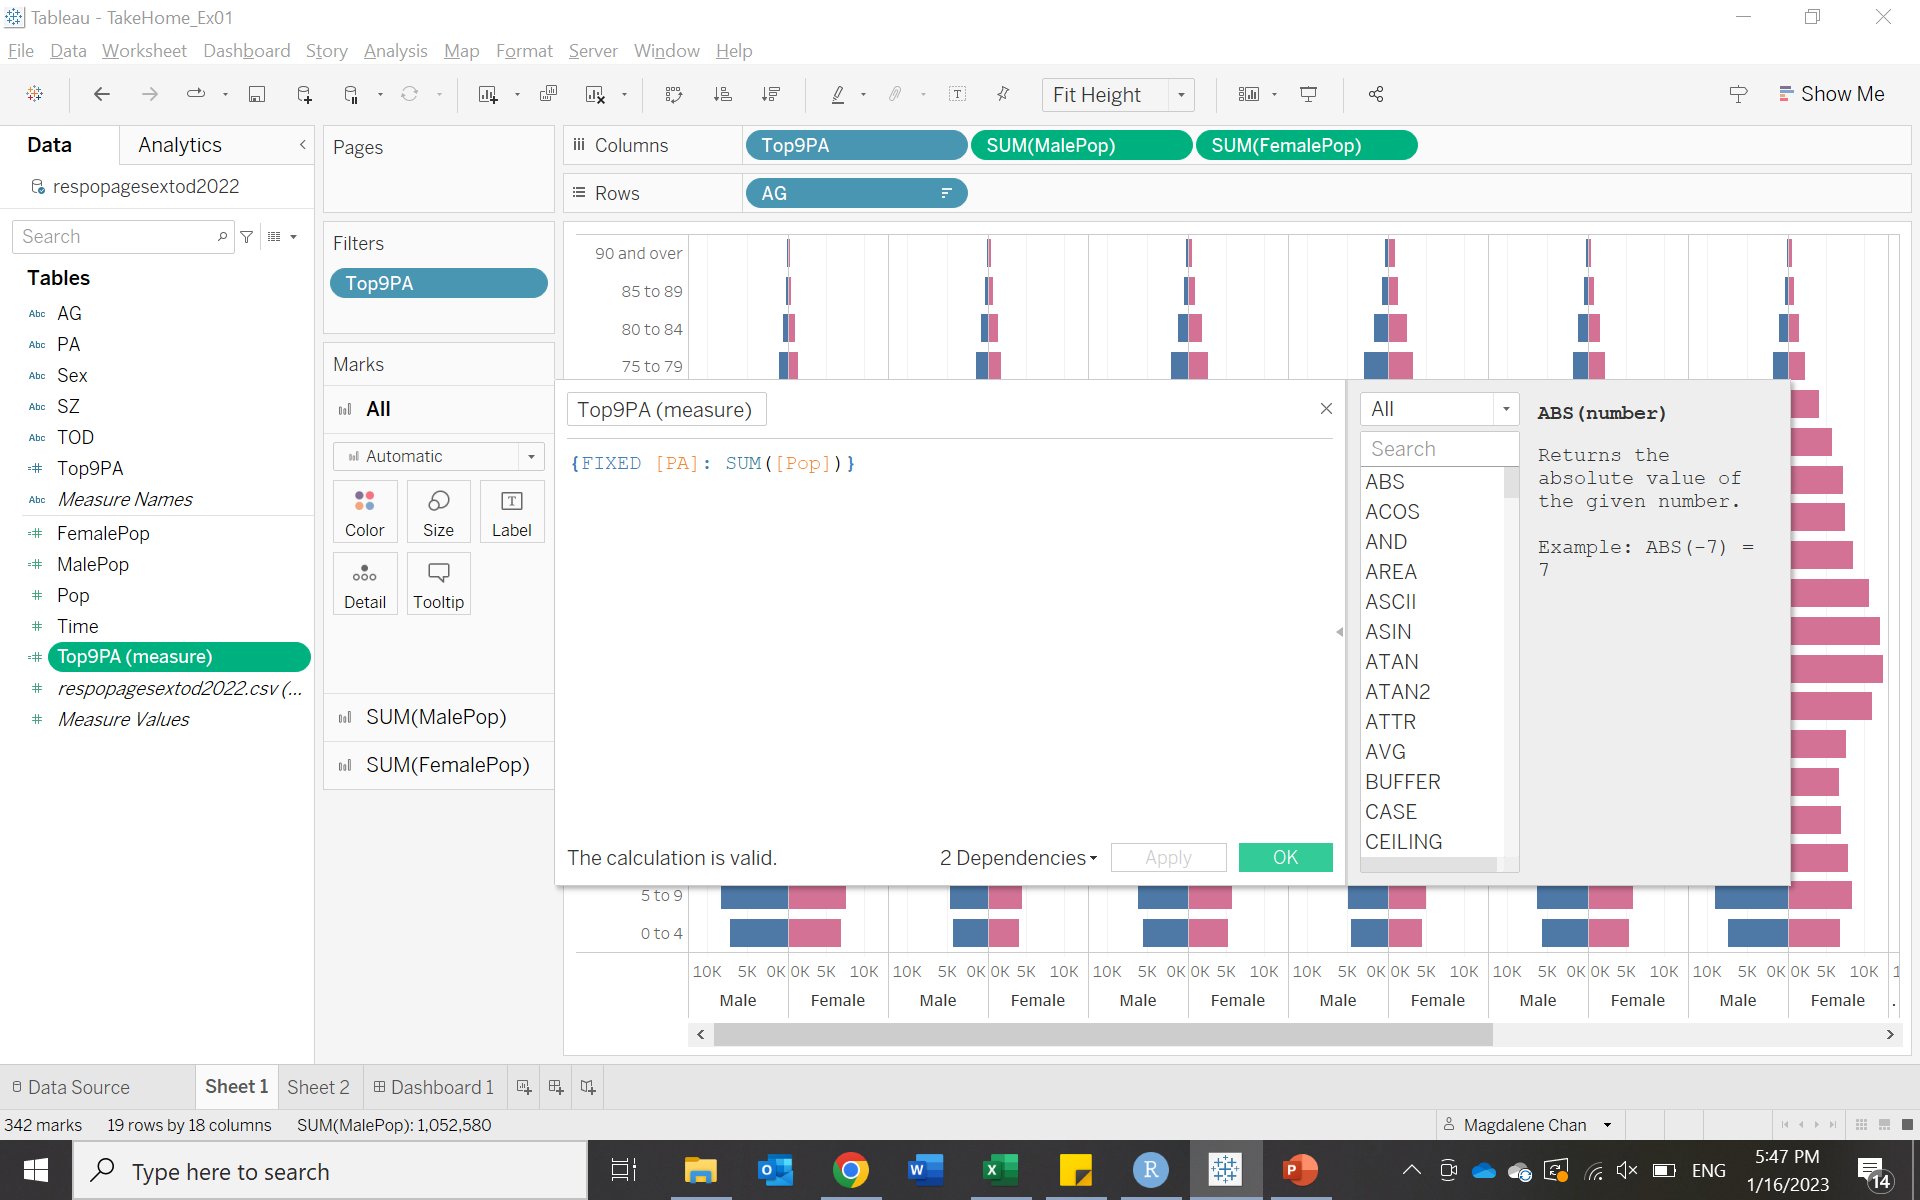 Tableau - TakeHome_Ex01
File Data Worksheet Dashboard Story Analysis Map Format Server Window Help
Fit Height
Show Me
Data Analytics
respopagesextod2022
Search
Tables
Abc AG
Abc PA
Abc Sex
Abc SZ
Abc TOD
=# Top9PA
Abc Measure Names
=# FemalePop
=# MalePop
# Pop
# Time
=# Top9PA (measure)
# respopagesextod2022.csv (...
# Measure Values
Pages
Filters
Top9PA
Marks
All
Automatic
Color Size Label
Detail Tooltip
SUM(MalePop)
SUM(FemalePop)
Columns Top9PA SUM(MalePop) SUM(FemalePop)
Rows AG
90 and over
85 to 89
80 to 84
75 to 79
Top9PA (measure)
{FIXED [PA]: SUM([Pop])}
The calculation is valid. 2 Dependencies Apply OK
All
Search
ABS
ACOS
AND
AREA
ASCII
ASIN
ATAN
ATAN2
ATTR
AVG
BUFFER
CASE
CEILING
ABS(number)
Returns the
absolute value of
the given number.
Example: ABS(-7) =
7
5 to 9
0 to 4
10K 5K 0K 0K 5K 10K 10K 5K 0K 0K 5K 10K 10K 5K 0K 0K 5K 10K 10K 5K 0K 0K 5K 10K 10K 5K 0K 0K 5K 10K 10K 5K 0K 0K 5K 10K 1
Male Female Male Female Male Female Male Female Male Female Male Female .
Data Source Sheet 1 Sheet 2 Dashboard 1
342 marks 19 rows by 18 columns SUM(MalePop): 1,052,580
Magdalene Chan
Type here to search
ENG
5:47 PM
1/16/2023
14